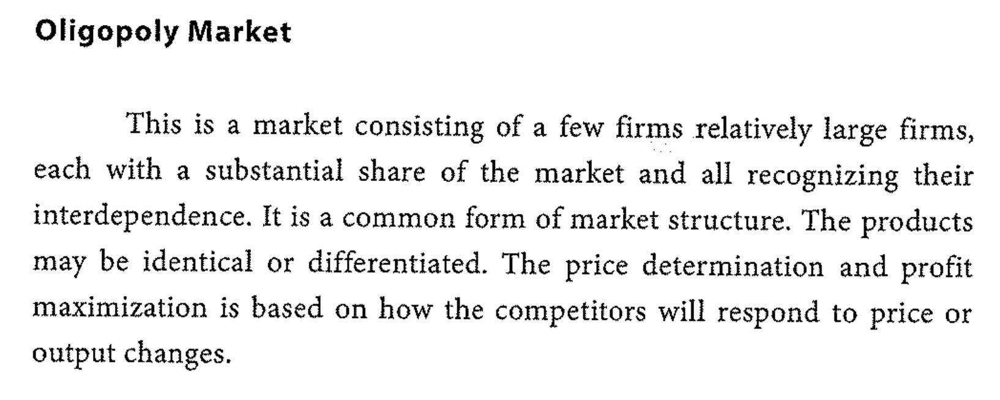 Oligopoly Market
This is a market consisting of a few firms relatively large firms,
each with a substantial share of the market and all recognizing their
interdependence. It is a common form of market structure. The products
may be identical or differentiated. The price determination and profit
maximization is based on how the competitors will respond to price or
output changes.